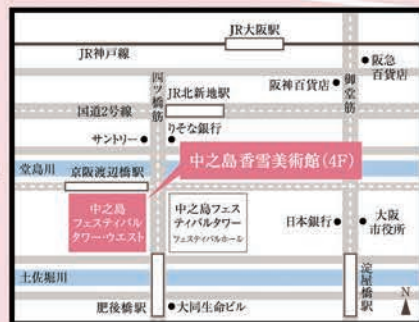 JR大阪駅
JR神戸線
阪急
百貨店
四ツ橋筋
JR北新地駅
阪神百貨店
御堂筋
国道2号線
りそな銀行
サントリー
中之島香雪美術館(4F)
堂島川
京阪渡辺橋駅
中之島
フェスティバル
タワー・ウエスト
中之島フェス
ティバルタワー
フェスティバルホール
日本銀行
大阪
市役所
土佐堀川
肥後橋駅
大同生命ビル
淀屋橋駅
N